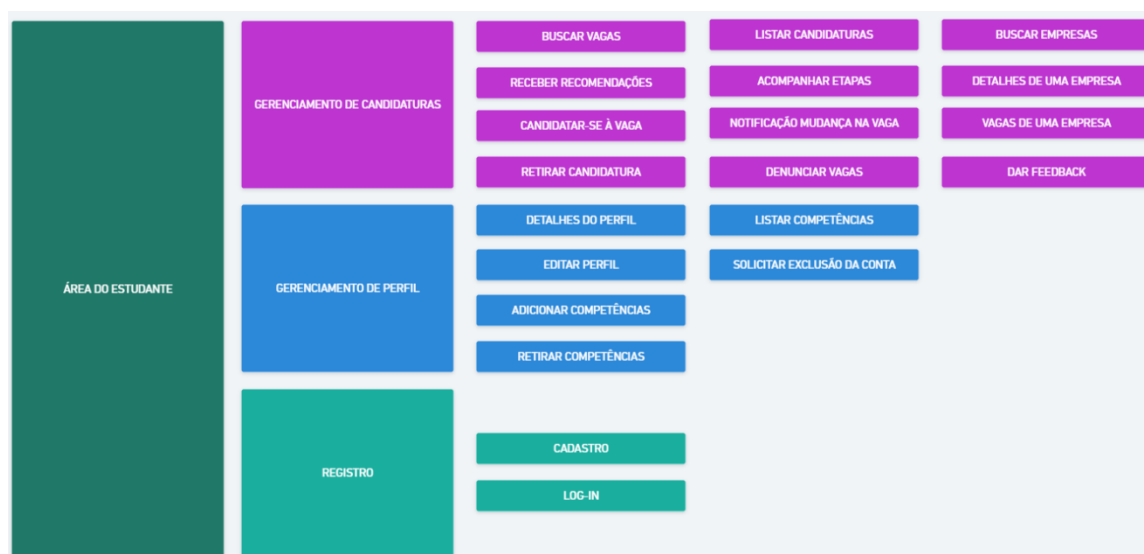 ÁREA DO ESTUDANTE
GERENCIAMENTO DE CANDIDATURAS
BUSCAR VAGAS
LISTAR CANDIDATURAS
BUSCAR EMPRESAS
RECEBER RECOMENDAÇÕES
ACOMPANHAR ETAPAS
DETALHES DE UMA EMPRESA
CANDIDATAR-SE À VAGA
NOTIFICAÇÃO MUDANÇA NA VAGA
VAGAS DE UMA EMPRESA
RETIRAR CANDIDATURA
DENUNCIAR VAGAS
DAR FEEDBACK
GERENCIAMENTO DE PERFIL
DETALHES DO PERFIL
LISTAR COMPETÊNCIAS
EDITAR PERFIL
SOLICITAR EXCLUSÃO DA CONTA
ADICIONAR COMPETÊNCIAS
RETIRAR COMPETÊNCIAS
REGISTRO
CADASTRO
LOG-IN